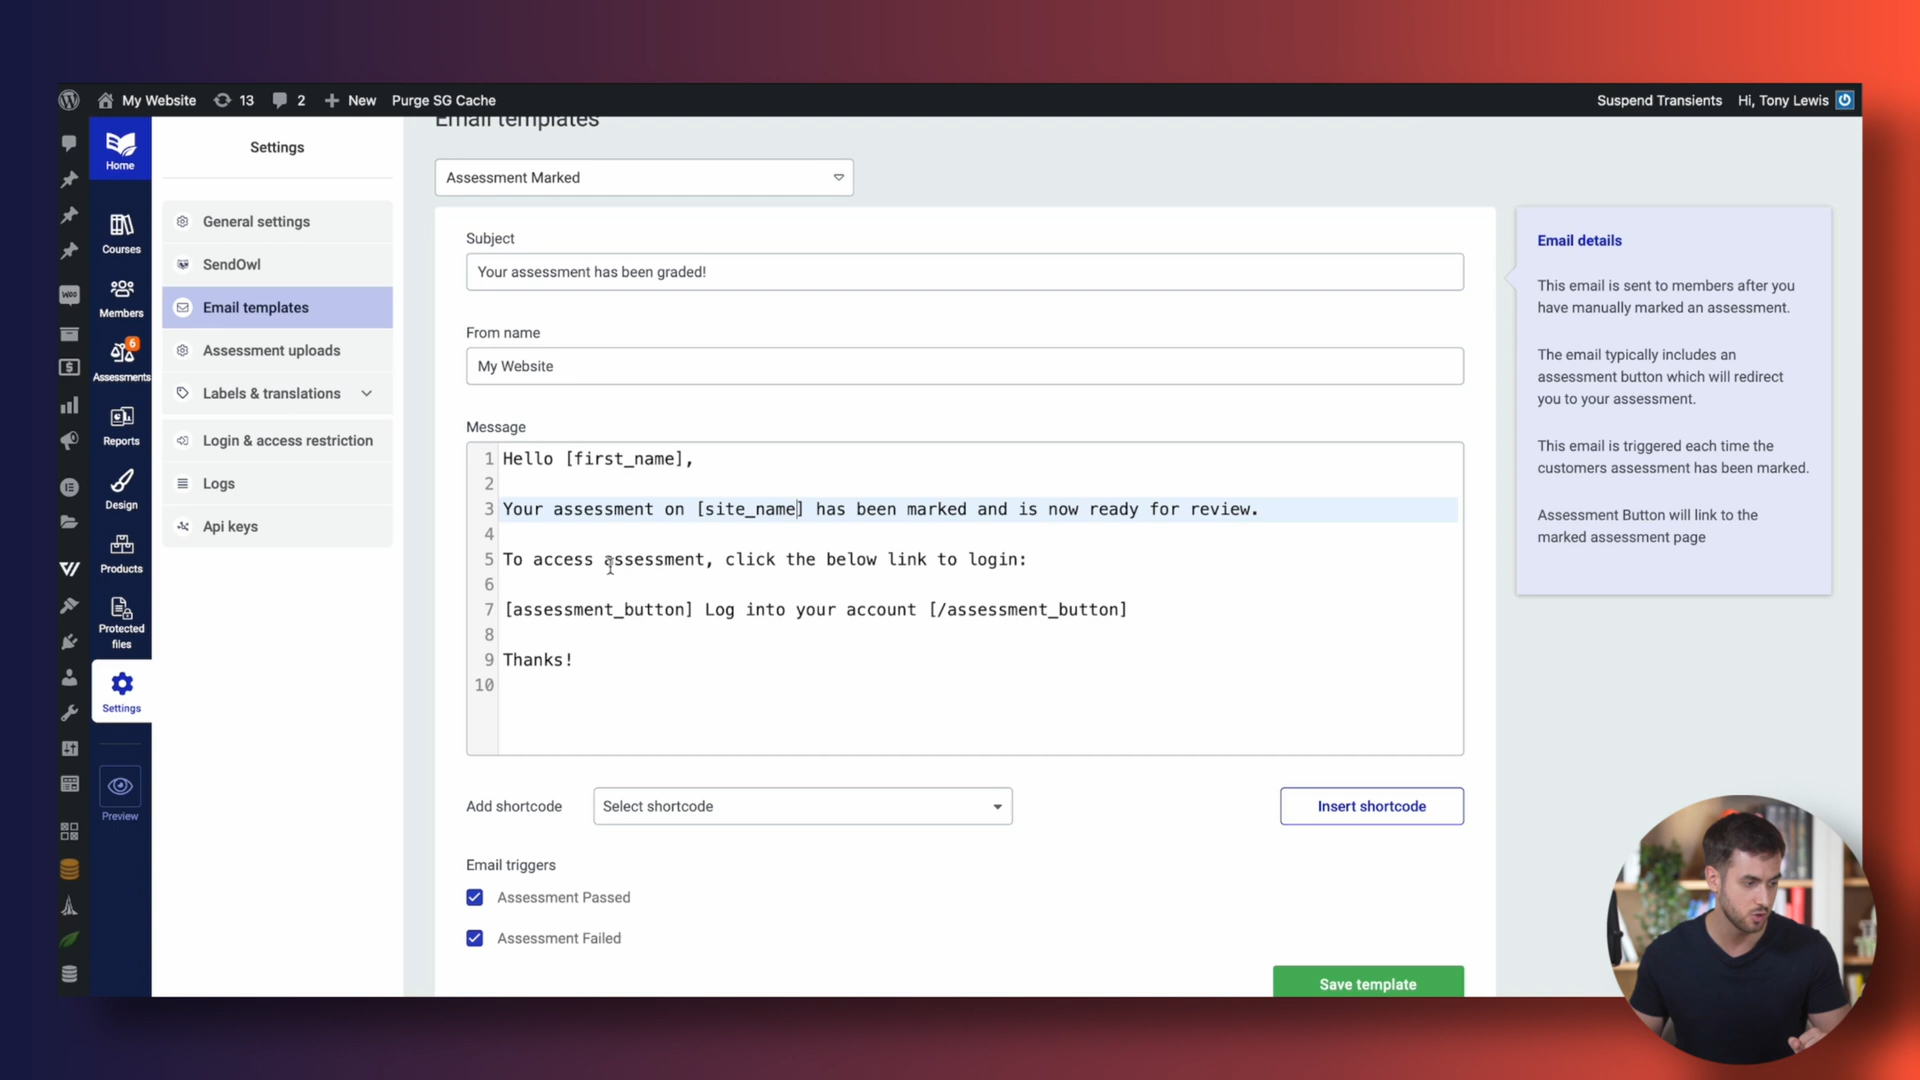 My Website
13
2
New
Purge SG Cache
Suspend Transients
Hi, Tony Lewis
Home
Courses
Members
6
Assessments
Reports
Design
Products
Protected
files
Settings
Preview
Woo
Settings
General settings
SendOwl
Email templates
Assessment uploads
Labels & translations
Login & access restriction
Logs
Api keys
Email templates
Assessment Marked
Subject
Your assessment has been graded!
From name
My Website
Message
1 Hello [first_name],
2
3 Your assessment on [site_name] has been marked and is now ready for review.
4
5 To access assessment, click the below link to login:
6
7 [assessment_button] Log into your account [/assessment_button]
8
9 Thanks!
10
Add shortcode
Select shortcode
Insert shortcode
Email triggers
Assessment Passed
Assessment Failed
Save template
Email details
This email is sent to members after you
have manually marked an assessment.
The email typically includes an
assessment button which will redirect
you to your assessment.
This email is triggered each time the
customers assessment has been marked.
Assessment Button will link to the
marked assessment page